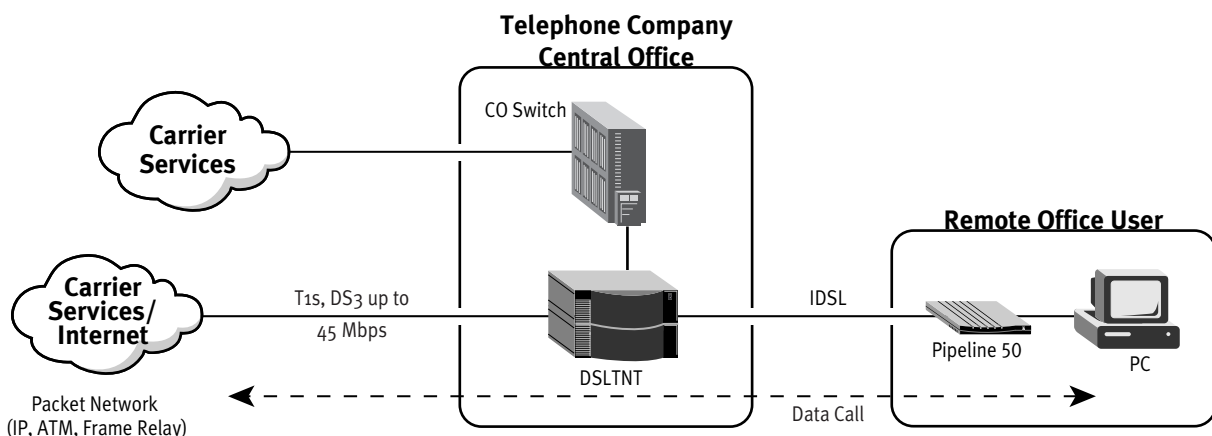 Telephone Company
Central Office
CO Switch
Carrier
Services
Remote Office User
Carrier
Services/
Internet
T1s, DS3 up to
45 Mbps
IDSL
DSLTNT
Pipeline 50
PC
Data Call
Packet Network
(IP, ATM, Frame Relay)